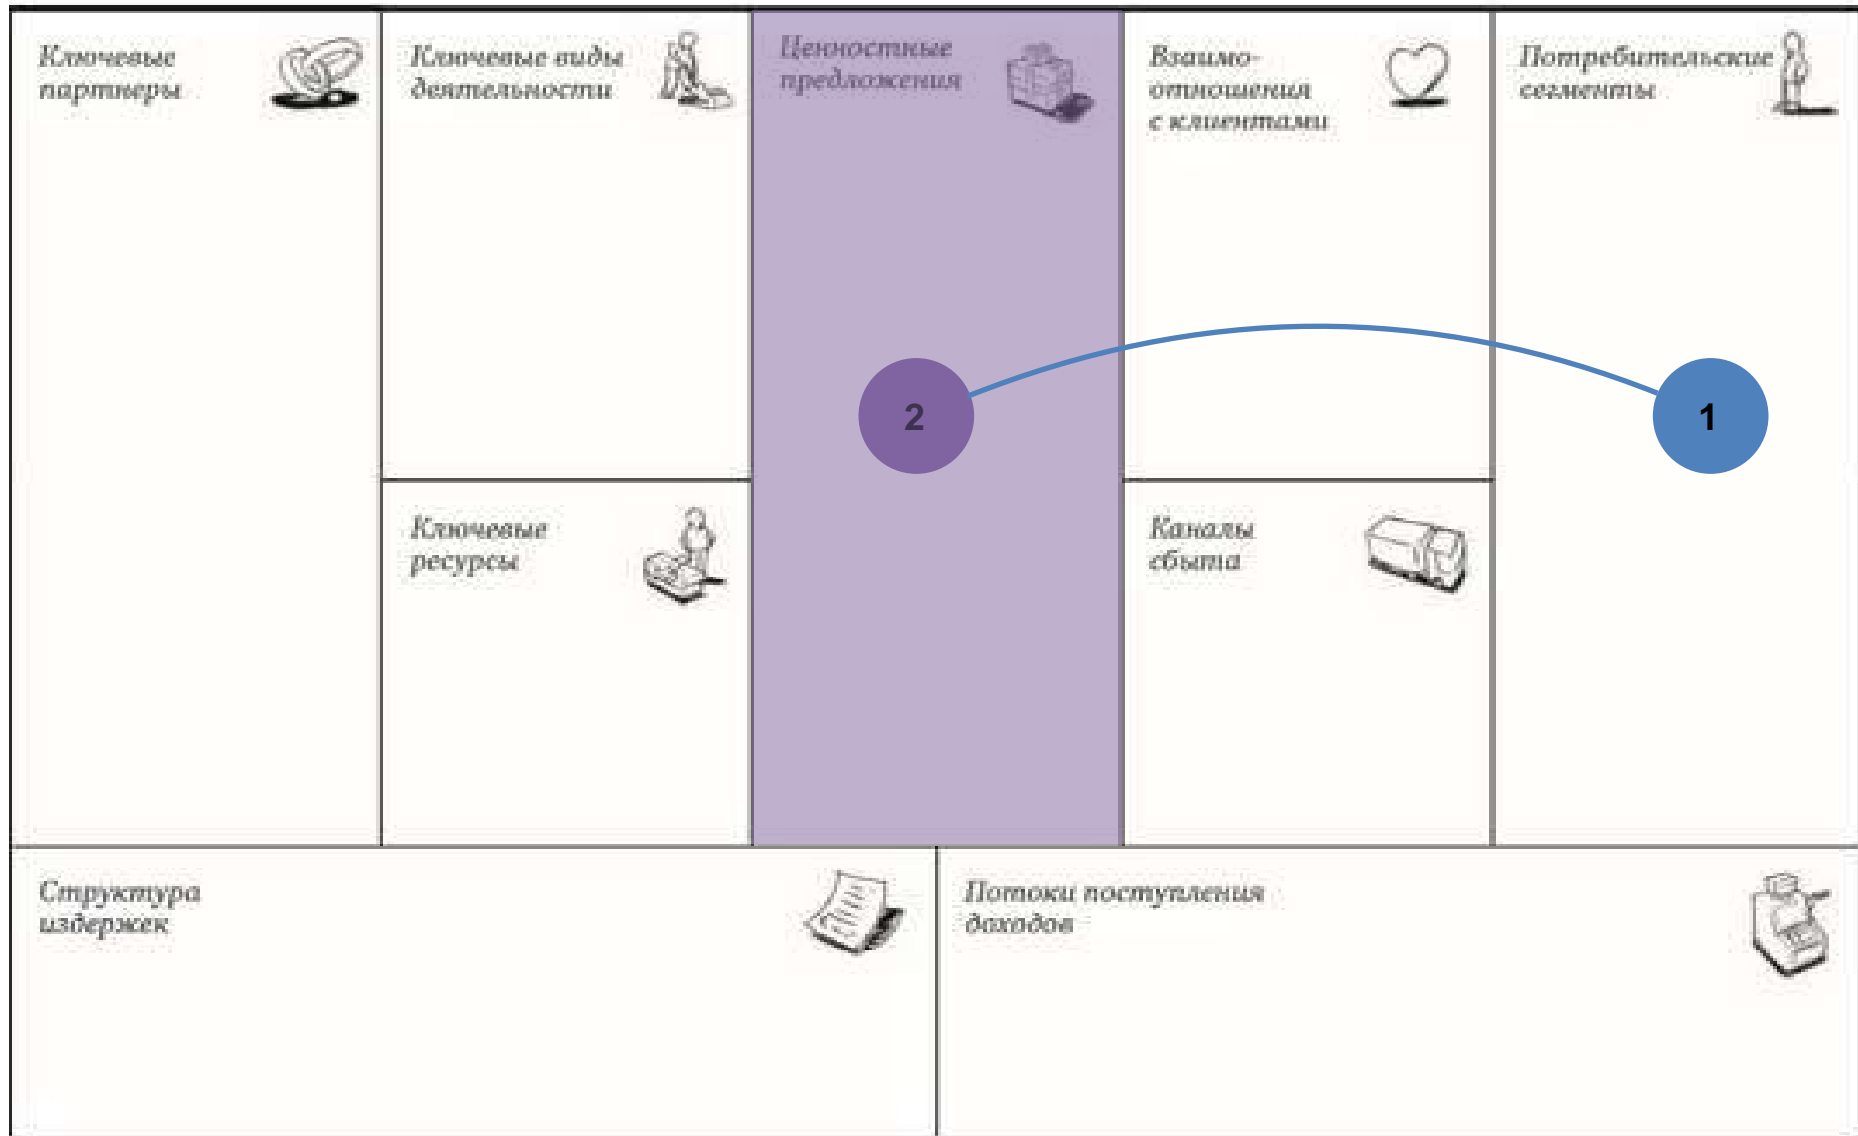 Ключевые
партнеры
Ключевые виды
деятельности
Ценностные
предложения
Взаимо-
отношения
с клиентами
Потребительские
сегменты
2
1
Ключевые
ресурсы
Каналы
сбыта
Структура
издержек
Потоки поступления
доходов